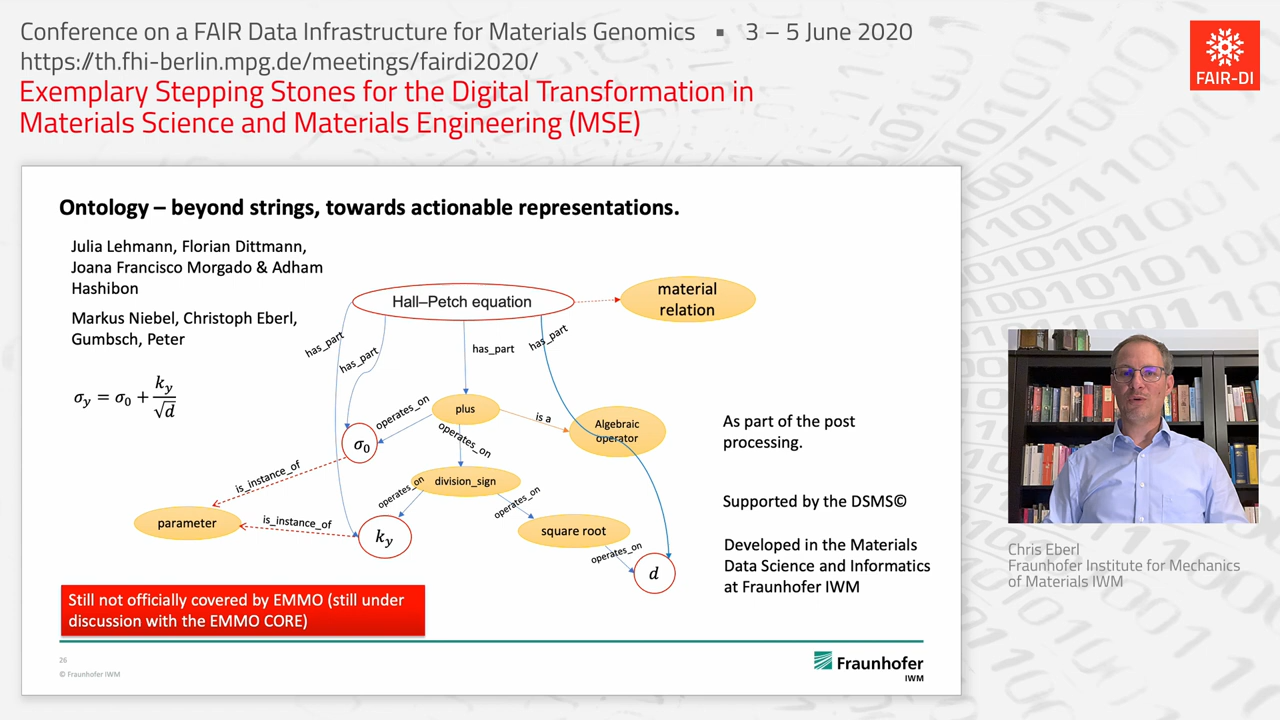 Conference on a FAIR Data Infrastructure for Materials Genomics ▪ 3 – 5 June 2020
https://th.fhi-berlin.mpg.de/meetings/fairdi2020/
Exemplary Stepping Stones for the Digital Transformation in
Materials Science and Materials Engineering (MSE)
FAIR-DI
Ontology – beyond strings, towards actionable representations.
Julia Lehmann, Florian Dittmann,
Joana Francisco Morgado & Adham
Hashibon
Markus Niebel, Christoph Eberl,
Gumbsch, Peter
σ_y = σ_0 + k_y/√d
Hall–Petch equation
material
relation
has_part
has_part
has_part
has_part
plus
operates_on
is a
Algebraic
operator
σ_0
operates_on
division_sign
is_instance_of
operates_on
operates_on
parameter
is_instance_of
k_y
square root
operates_on
d
As part of the post
processing.
Supported by the DSMS©
Developed in the Materials
Data Science and Informatics
at Fraunhofer IWM
Still not officially covered by EMMO (still under
discussion with the EMMO CORE)
26
© Fraunhofer IWM
Fraunhofer
IWM
Chris Eberl
Fraunhofer Institute for Mechanics
of Materials IWM